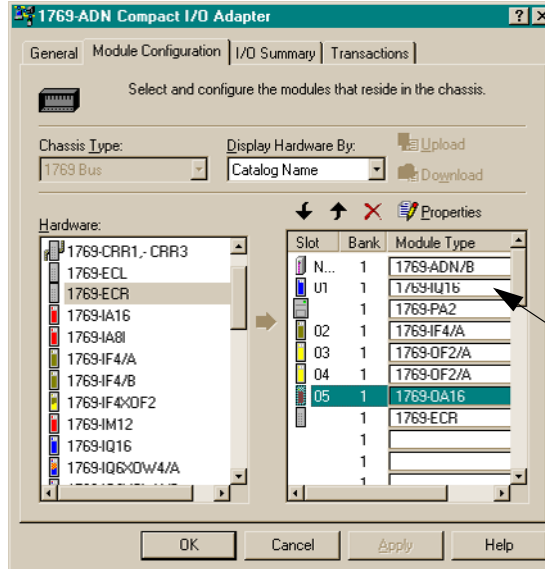 1769-ADN Compact I/O Adapter
General Module Configuration I/O Summary Transactions
Select and configure the modules that reside in the chassis.
Chassis Type: Display Hardware By: Upload
1769 Bus Catalog Name Download
Properties
Hardware:
Slot Bank Module Type
1769-CRR1,- CRR3
1769-ECL
1769-ECR
1769-IA16
1769-IA8I
1769-IF4/A
1769-IF4/B
1769-IF4XOF2
1769-IM12
1769-IQ16
1769-IQ6XOW4/A
N... 1 1769-ADN/B
01 1 1769-IQ16
1 1769-PA2
02 1 1769-IF4/A
03 1 1769-OF2/A
04 1 1769-OF2/A
05 1 1769-OA16
1 1769-ECR
1
1
1
OK Cancel Apply Help